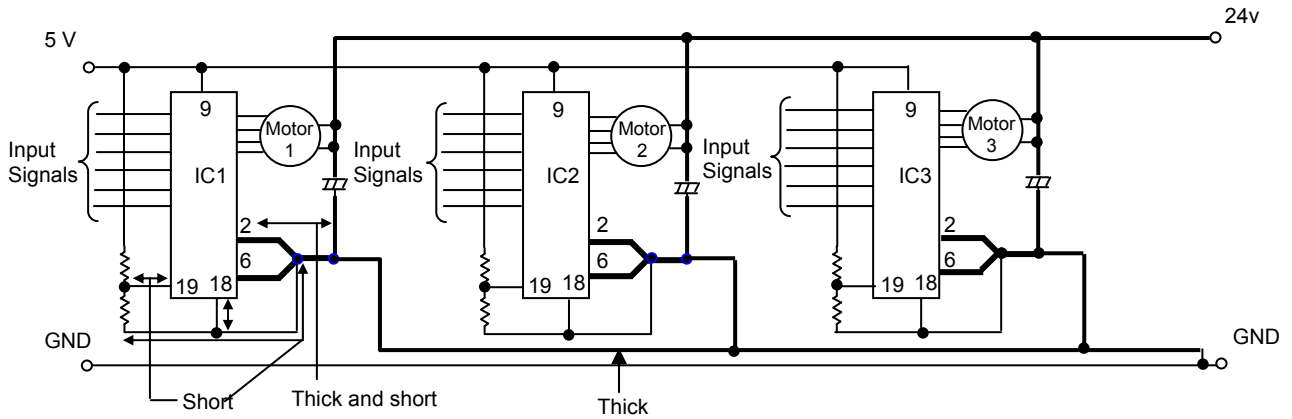 24v
5 V
9
9
9
Motor
1
Motor
2
Motor
3
Input
Signals
Input
Signals
Input
Signals
IC1
IC2
IC3
2
2
2
6
6
6
19 18
19 18
19 18
GND
GND
Short
Thick and short
Thick